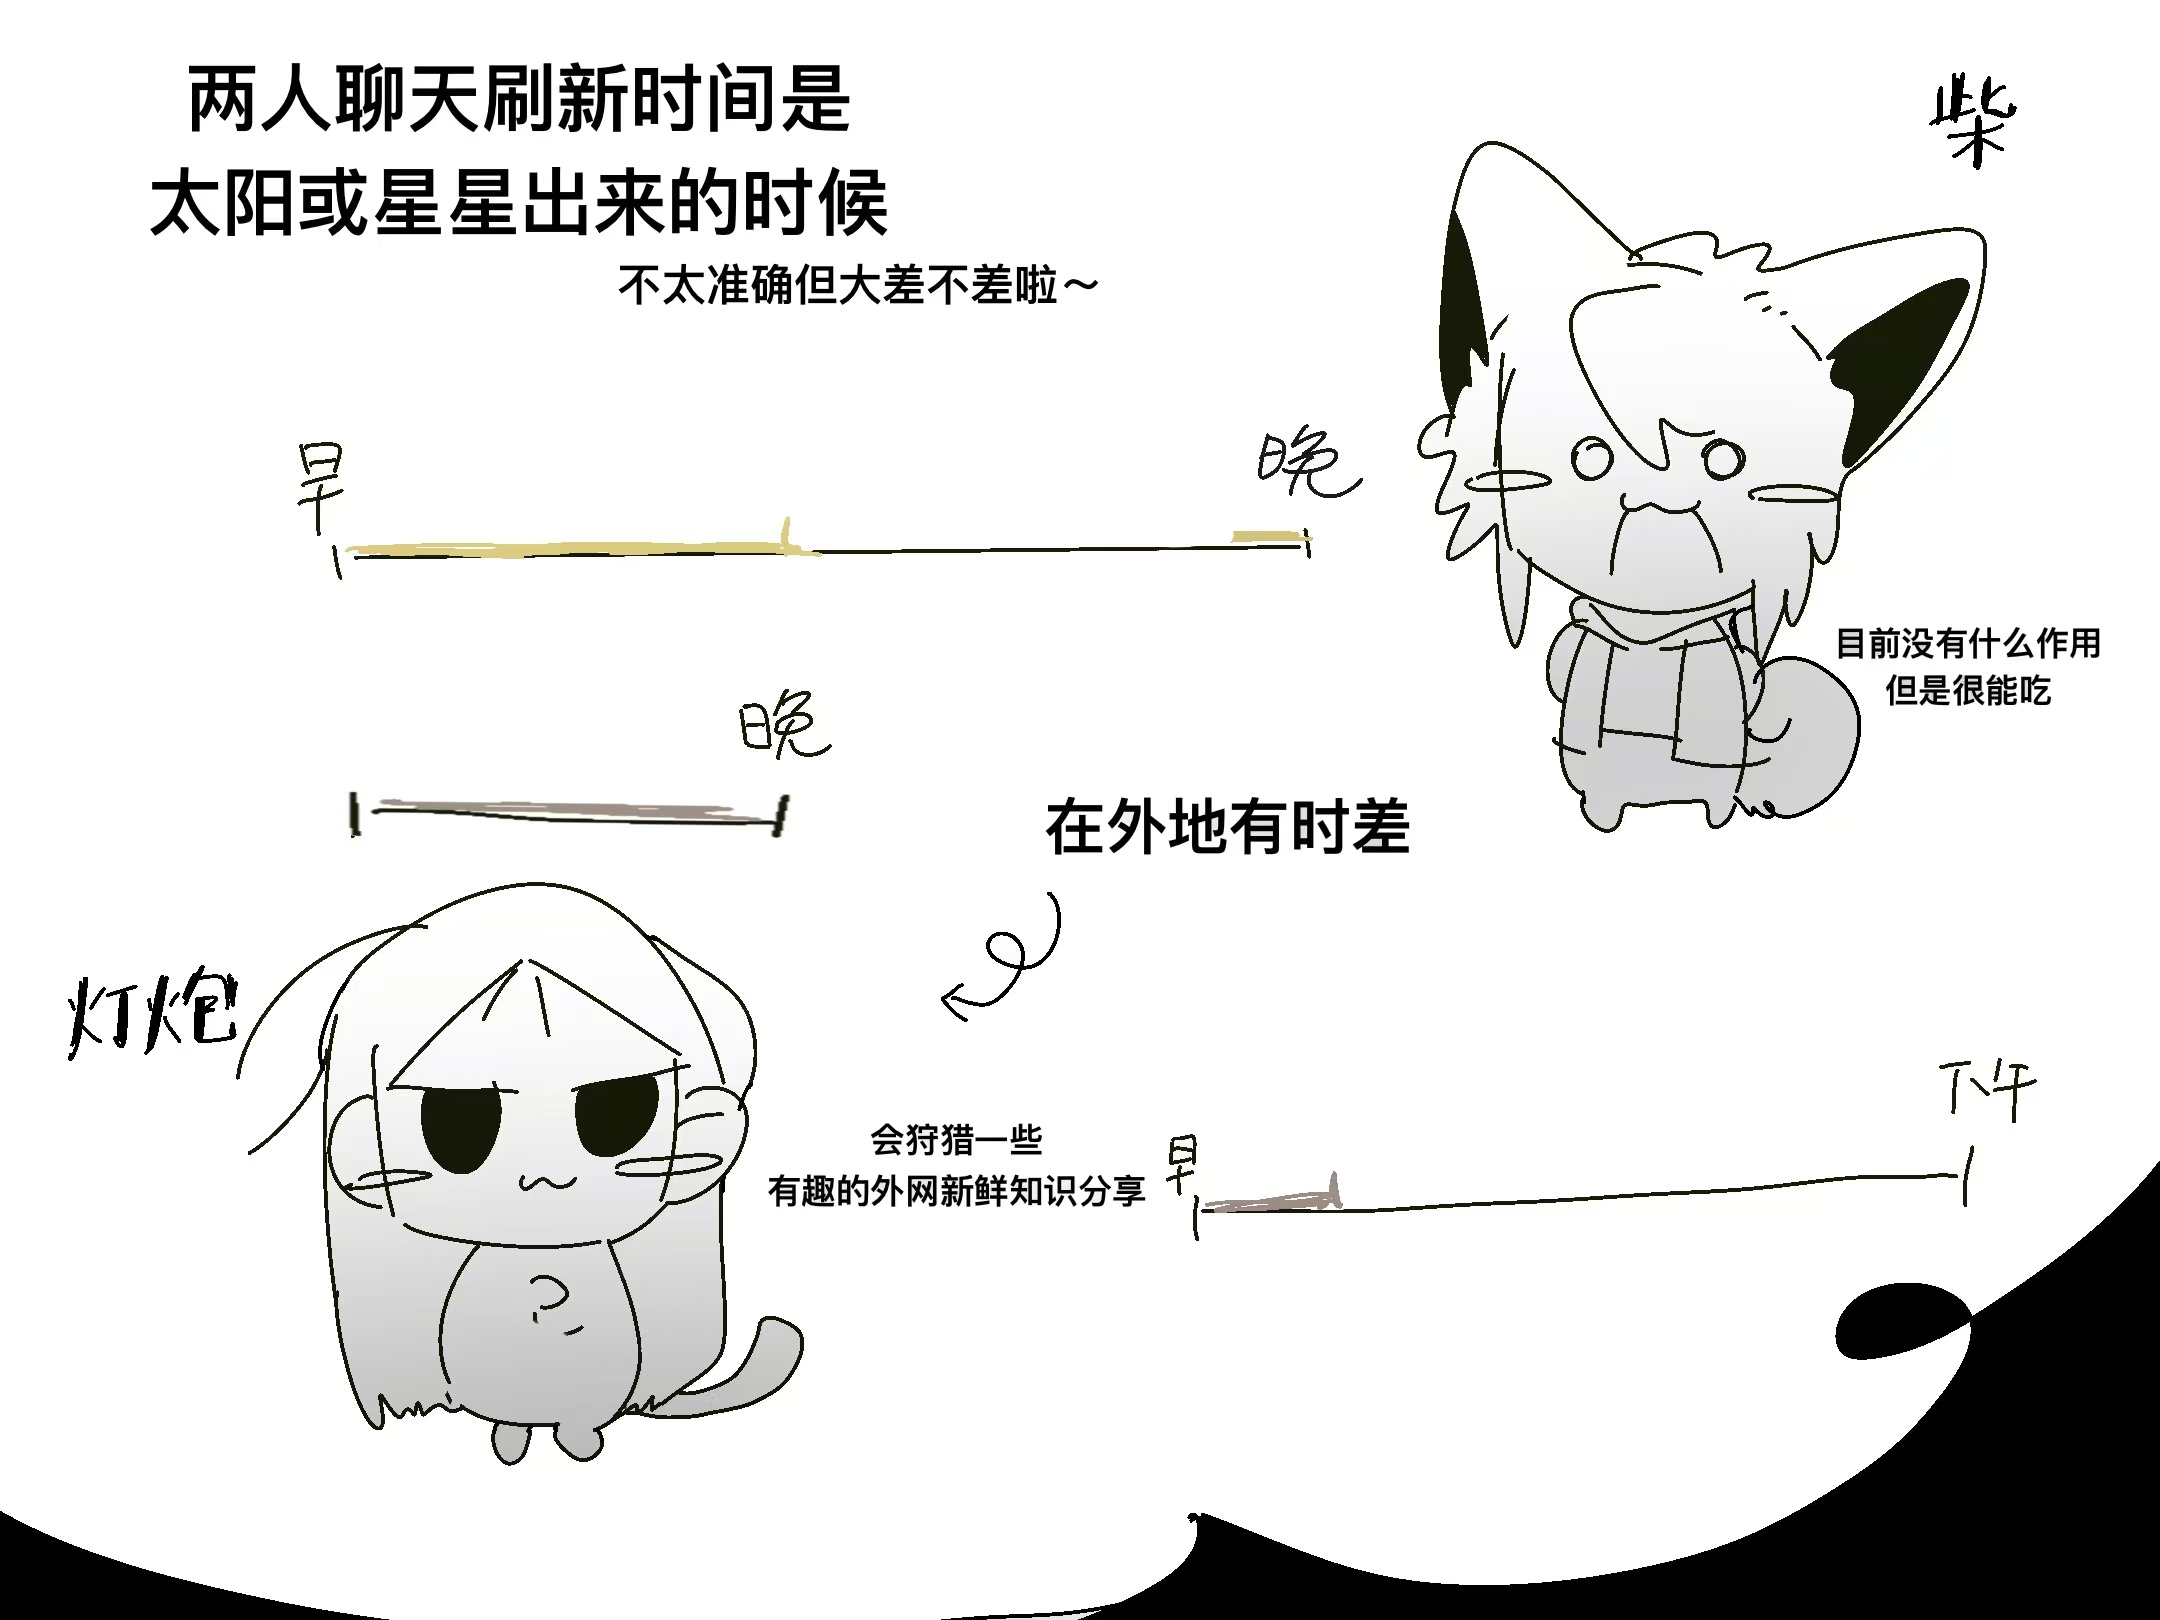 两人聊天刷新时间是
太阳或星星出来的时候
不太准确但大差不差啦～
柴
早
晚
目前没有什么作用
但是很能吃
晚
在外地有时差
灯炮
会狩猎一些
有趣的外网新鲜知识分享
早
下午